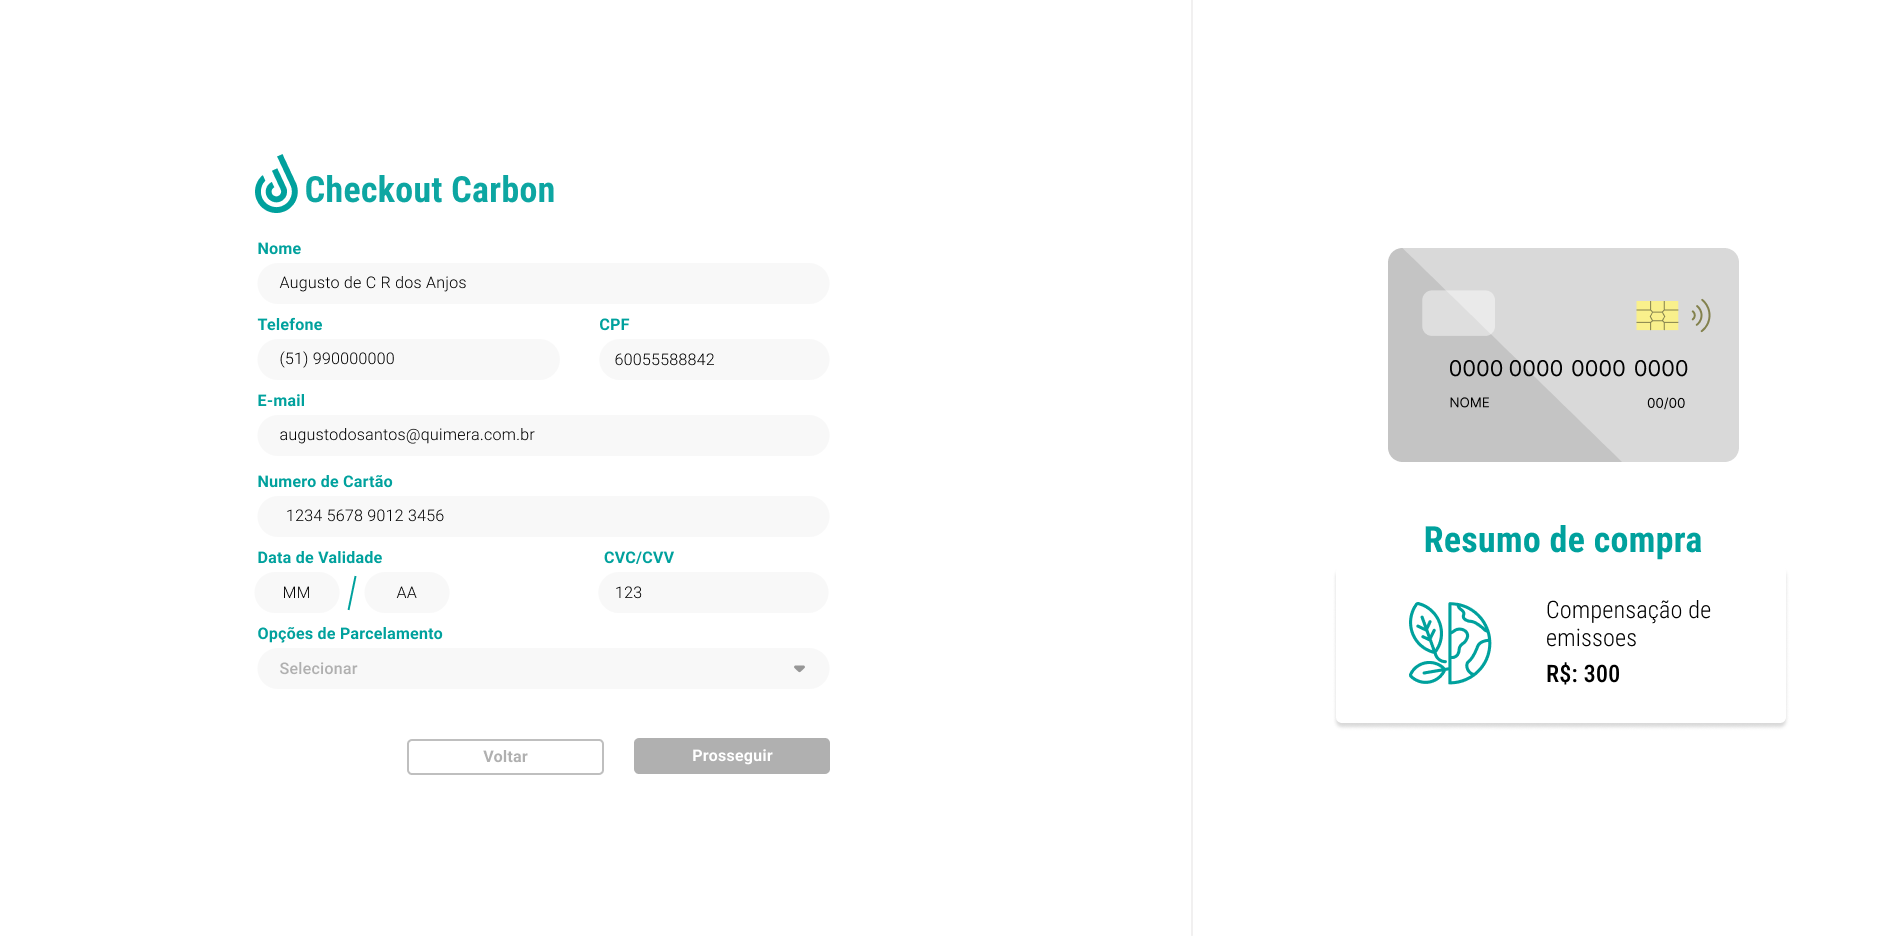 Checkout Carbon
Nome
Augusto de C R dos Anjos
Telefone CPF
(51) 990000000 60055588842
E-mail
augustodosantos@quimera.com.br
Numero de Cartão
1234 5678 9012 3456
Data de Validade CVC/CVV
MM / AA 123
Opções de Parcelamento
Selecionar
Voltar Prosseguir
0000 0000 0000 0000
NOME 00/00
Resumo de compra
Compensação de
emissoes
R$: 300